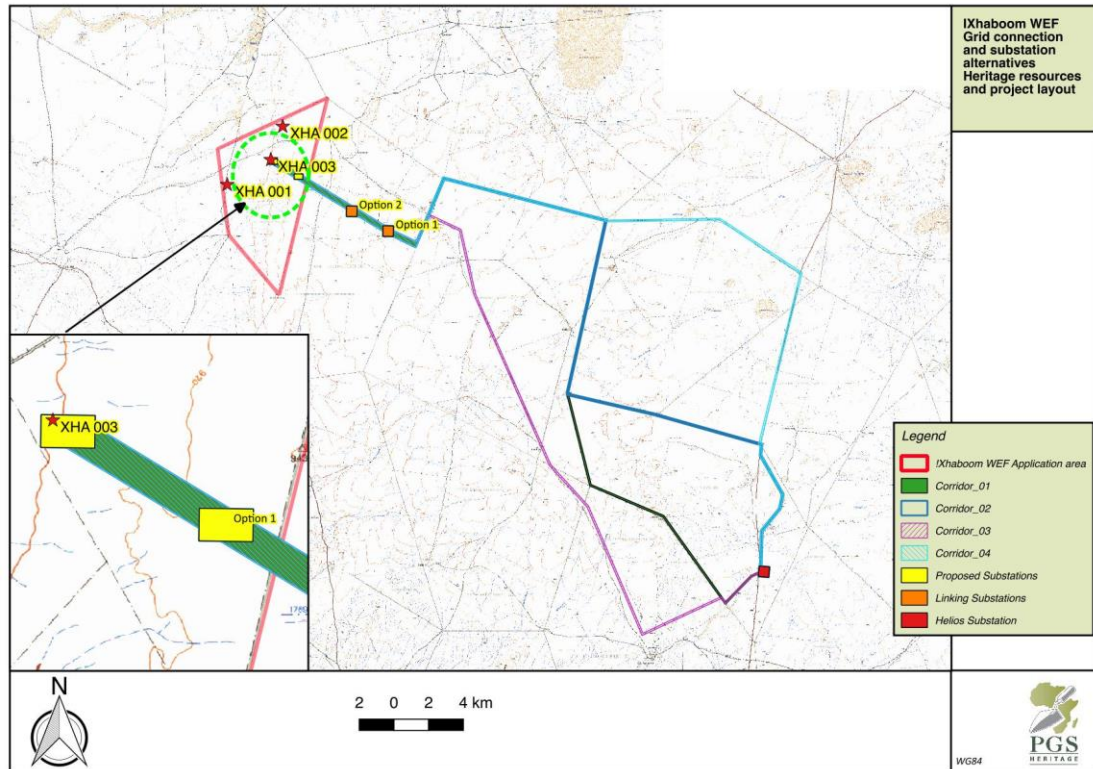 !Xhaboom WEF
Grid connection
and substation
alternatives
Heritage resources
and project layout
XHA 002
XHA 003
XHA 001
Option 2
Option 1
920
XHA 003
Option 1
Legend
!Xhaboom WEF Application area
Corridor_01
Corridor_02
Corridor_03
Corridor_04
Proposed Substations
Linking Substations
Helios Substation
N
2 0 2 4 km
WG84
PGS
HERITAGE